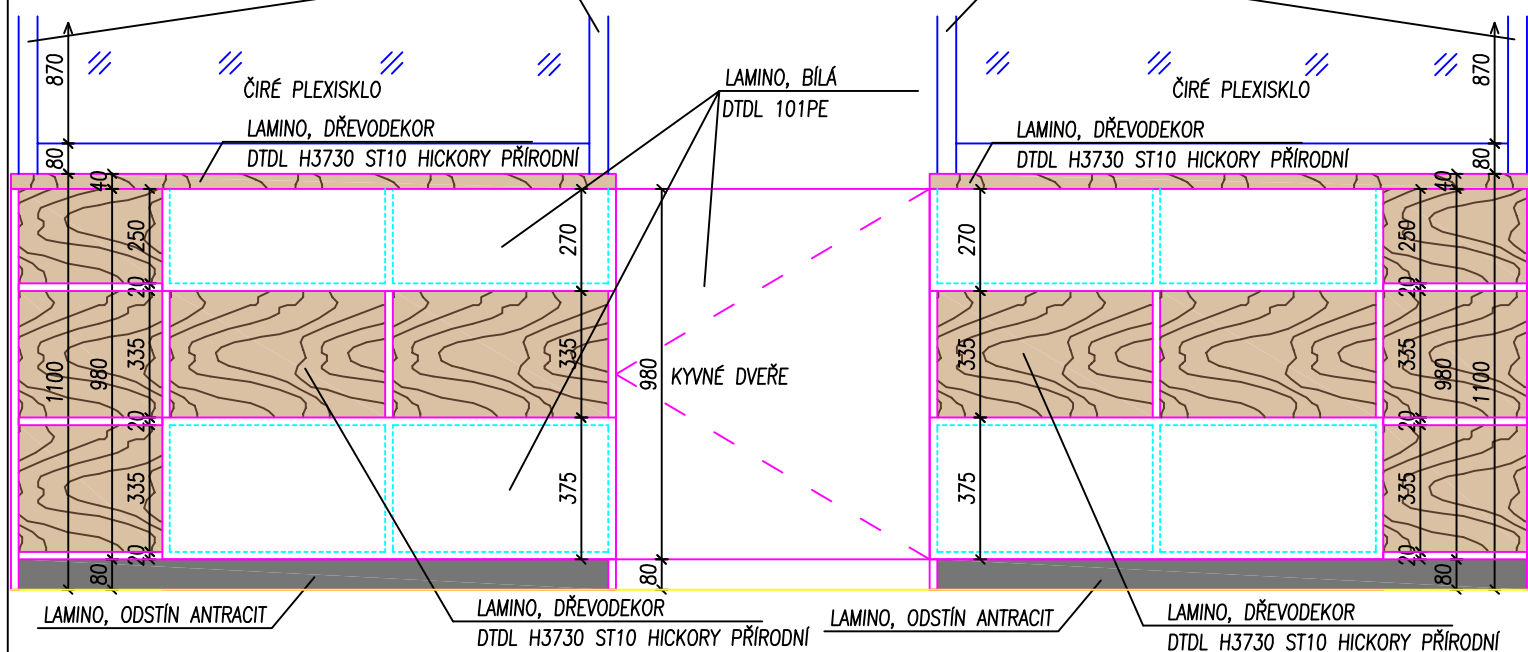 870
ČIRÉ PLEXISKLO
LAMINO, BÍLÁ
DTDL 101PE
ČIRÉ PLEXISKLO
870
LAMINO, DŘEVODEKOR
DTDL H3730 ST10 HICKORY PŘÍRODNÍ
80
LAMINO, DŘEVODEKOR
DTDL H3730 ST10 HICKORY PŘÍRODNÍ
80
40
40
250
270
270
250
20
20
1100
980
335
335
980
KYVNÉ DVEŘE
335
335
980
1100
20
20
335
375
375
335
20
20
80
80
80
LAMINO, ODSTÍN ANTRACIT
LAMINO, DŘEVODEKOR
DTDL H3730 ST10 HICKORY PŘÍRODNÍ
LAMINO, ODSTÍN ANTRACIT
LAMINO, DŘEVODEKOR
DTDL H3730 ST10 HICKORY PŘÍRODNÍ